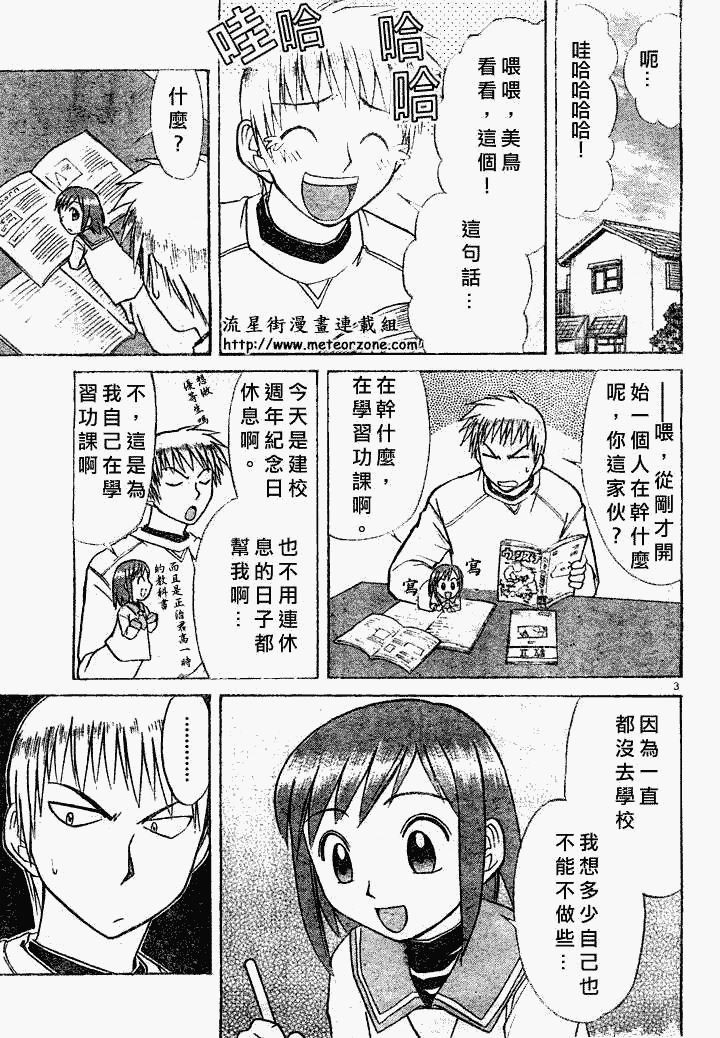 呃…
哇哈哈哈哈！
喂喂，美鳥
看看，這個！
這句話…
哇哈
哈哈
什麼？
流星街漫畫連載組
http://www.meteorzone.com
——喂，從剛才開
始一個人在幹什麼
呢，你這家伙？
在幹什麼，
在學習功課啊。
寫
寫
今天是建校
週年紀念日
休息啊。
也不用連休
息的日子都
幫我啊…
想做
優等生嗎
不，這是為
我自己在學
習功課啊
而且是正治君高一時
的教科書
3
因為一直
都沒去學校
我想多少自己也
不能不做些…
………